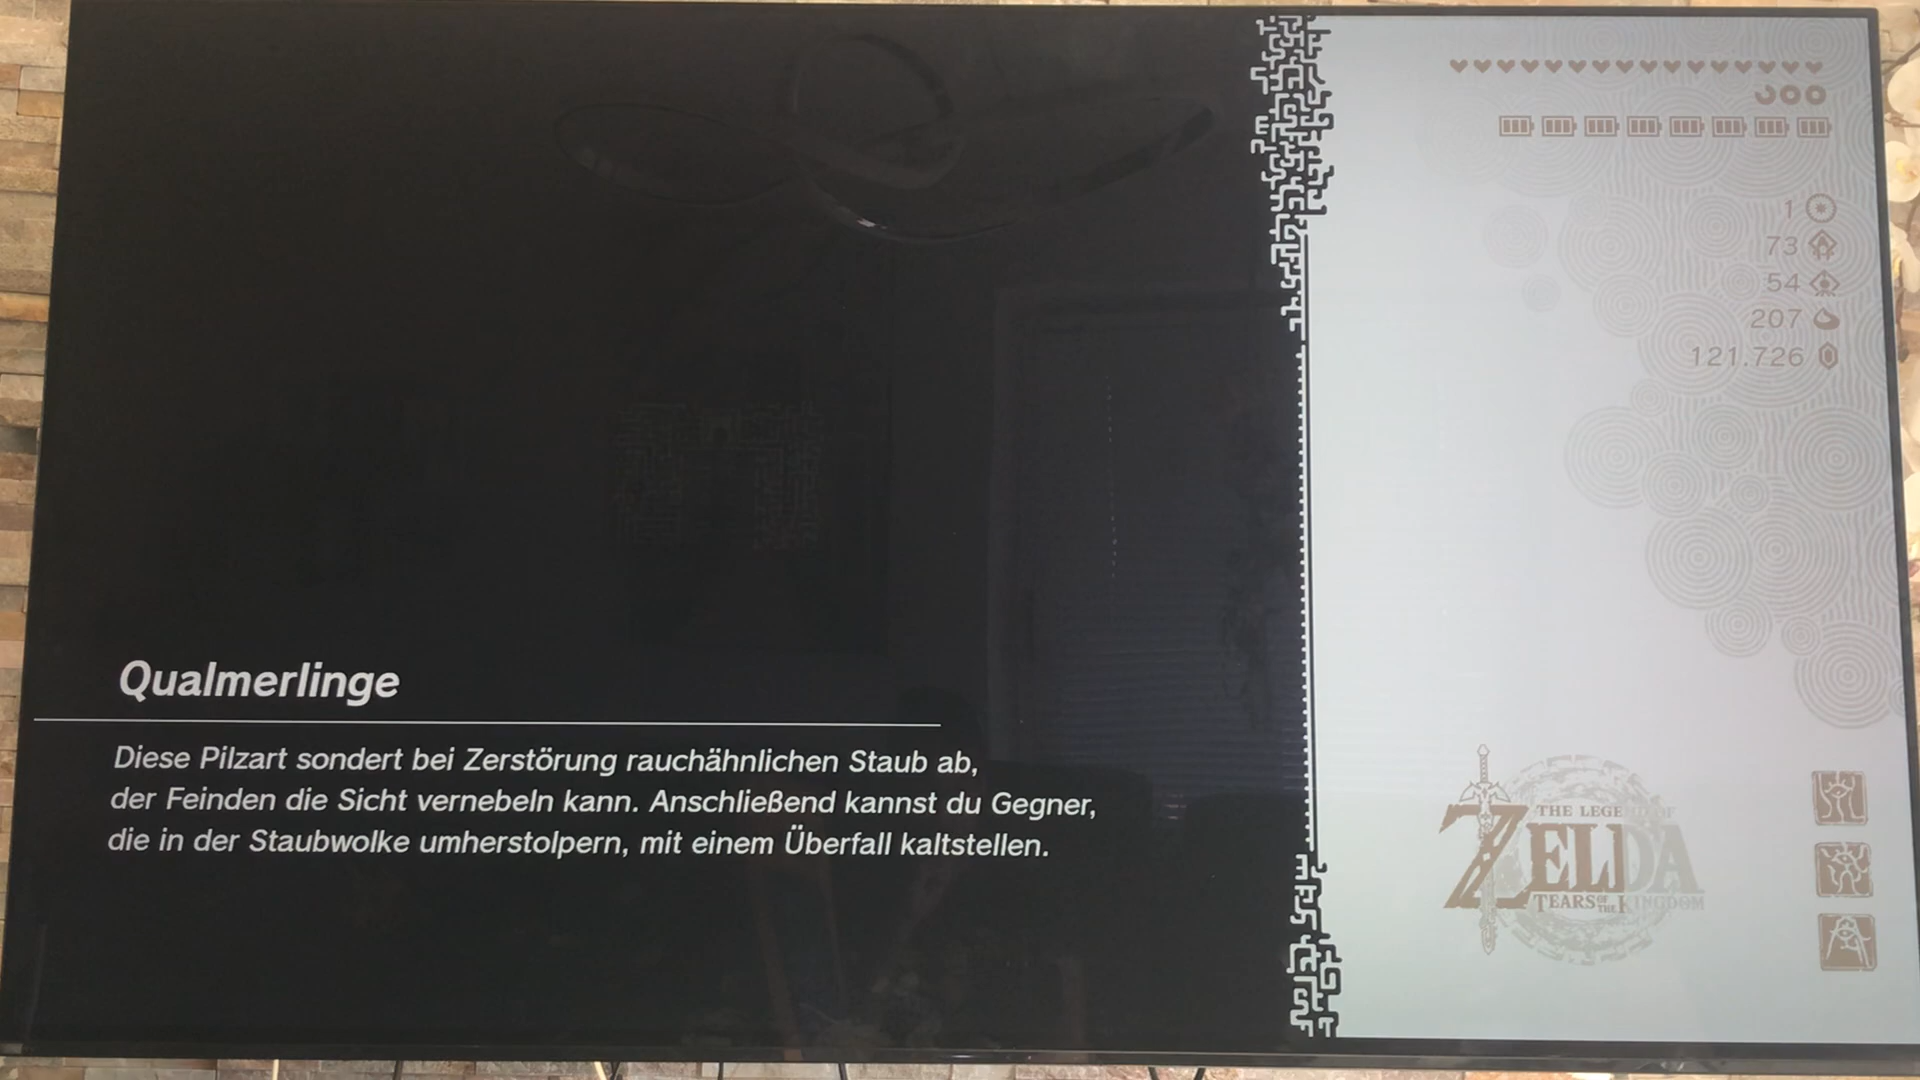 1
73
54
207
121.726
Qualmerlinge
Diese Pilzart sondert bei Zerstörung rauchähnlichen Staub ab,
der Feinden die Sicht vernebeln kann. Anschließend kannst du Gegner,
die in der Staubwolke umherstolpern, mit einem Überfall kaltstellen.
THE LEGEND OF
ZELDA
TEARS OF THE KINGDOM